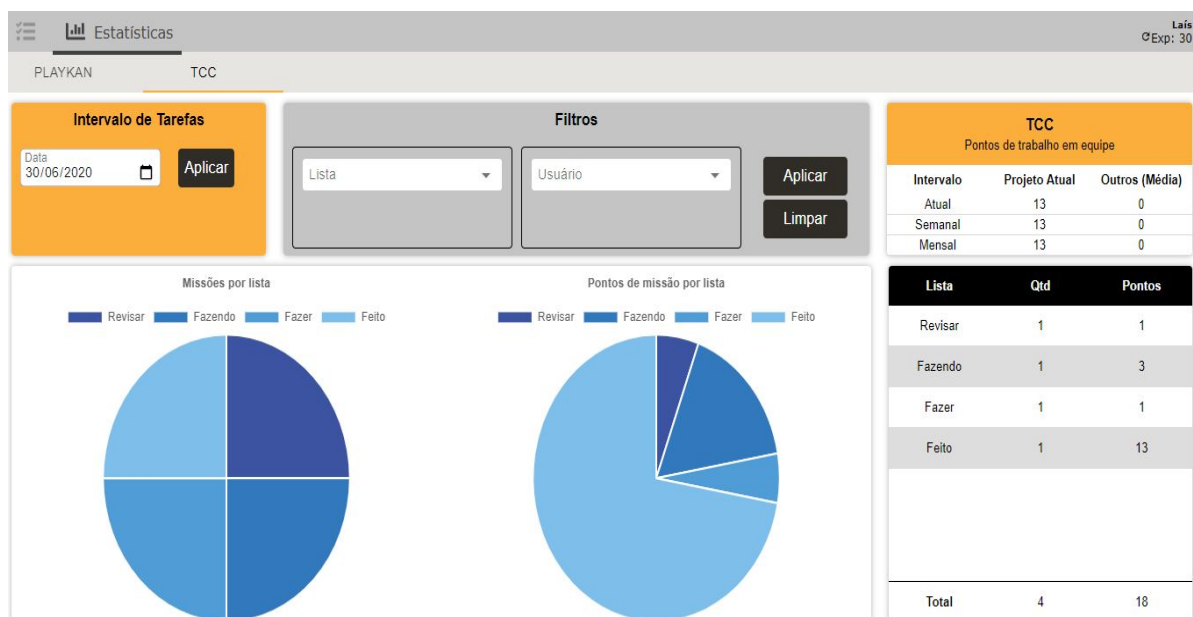 Estatísticas
Laís
Exp: 30
PLAYKAN TCC
Intervalo de Tarefas
Data
30/06/2020
Aplicar
Filtros
Lista
Usuário
Aplicar
Limpar
TCC
Pontos de trabalho em equipe
Intervalo Projeto Atual Outros (Média)
Atual 13 0
Semanal 13 0
Mensal 13 0
Missões por lista
Revisar Fazendo Fazer Feito
Pontos de missão por lista
Revisar Fazendo Fazer Feito
Lista Qtd Pontos
Revisar 1 1
Fazendo 1 3
Fazer 1 1
Feito 1 13
Total 4 18